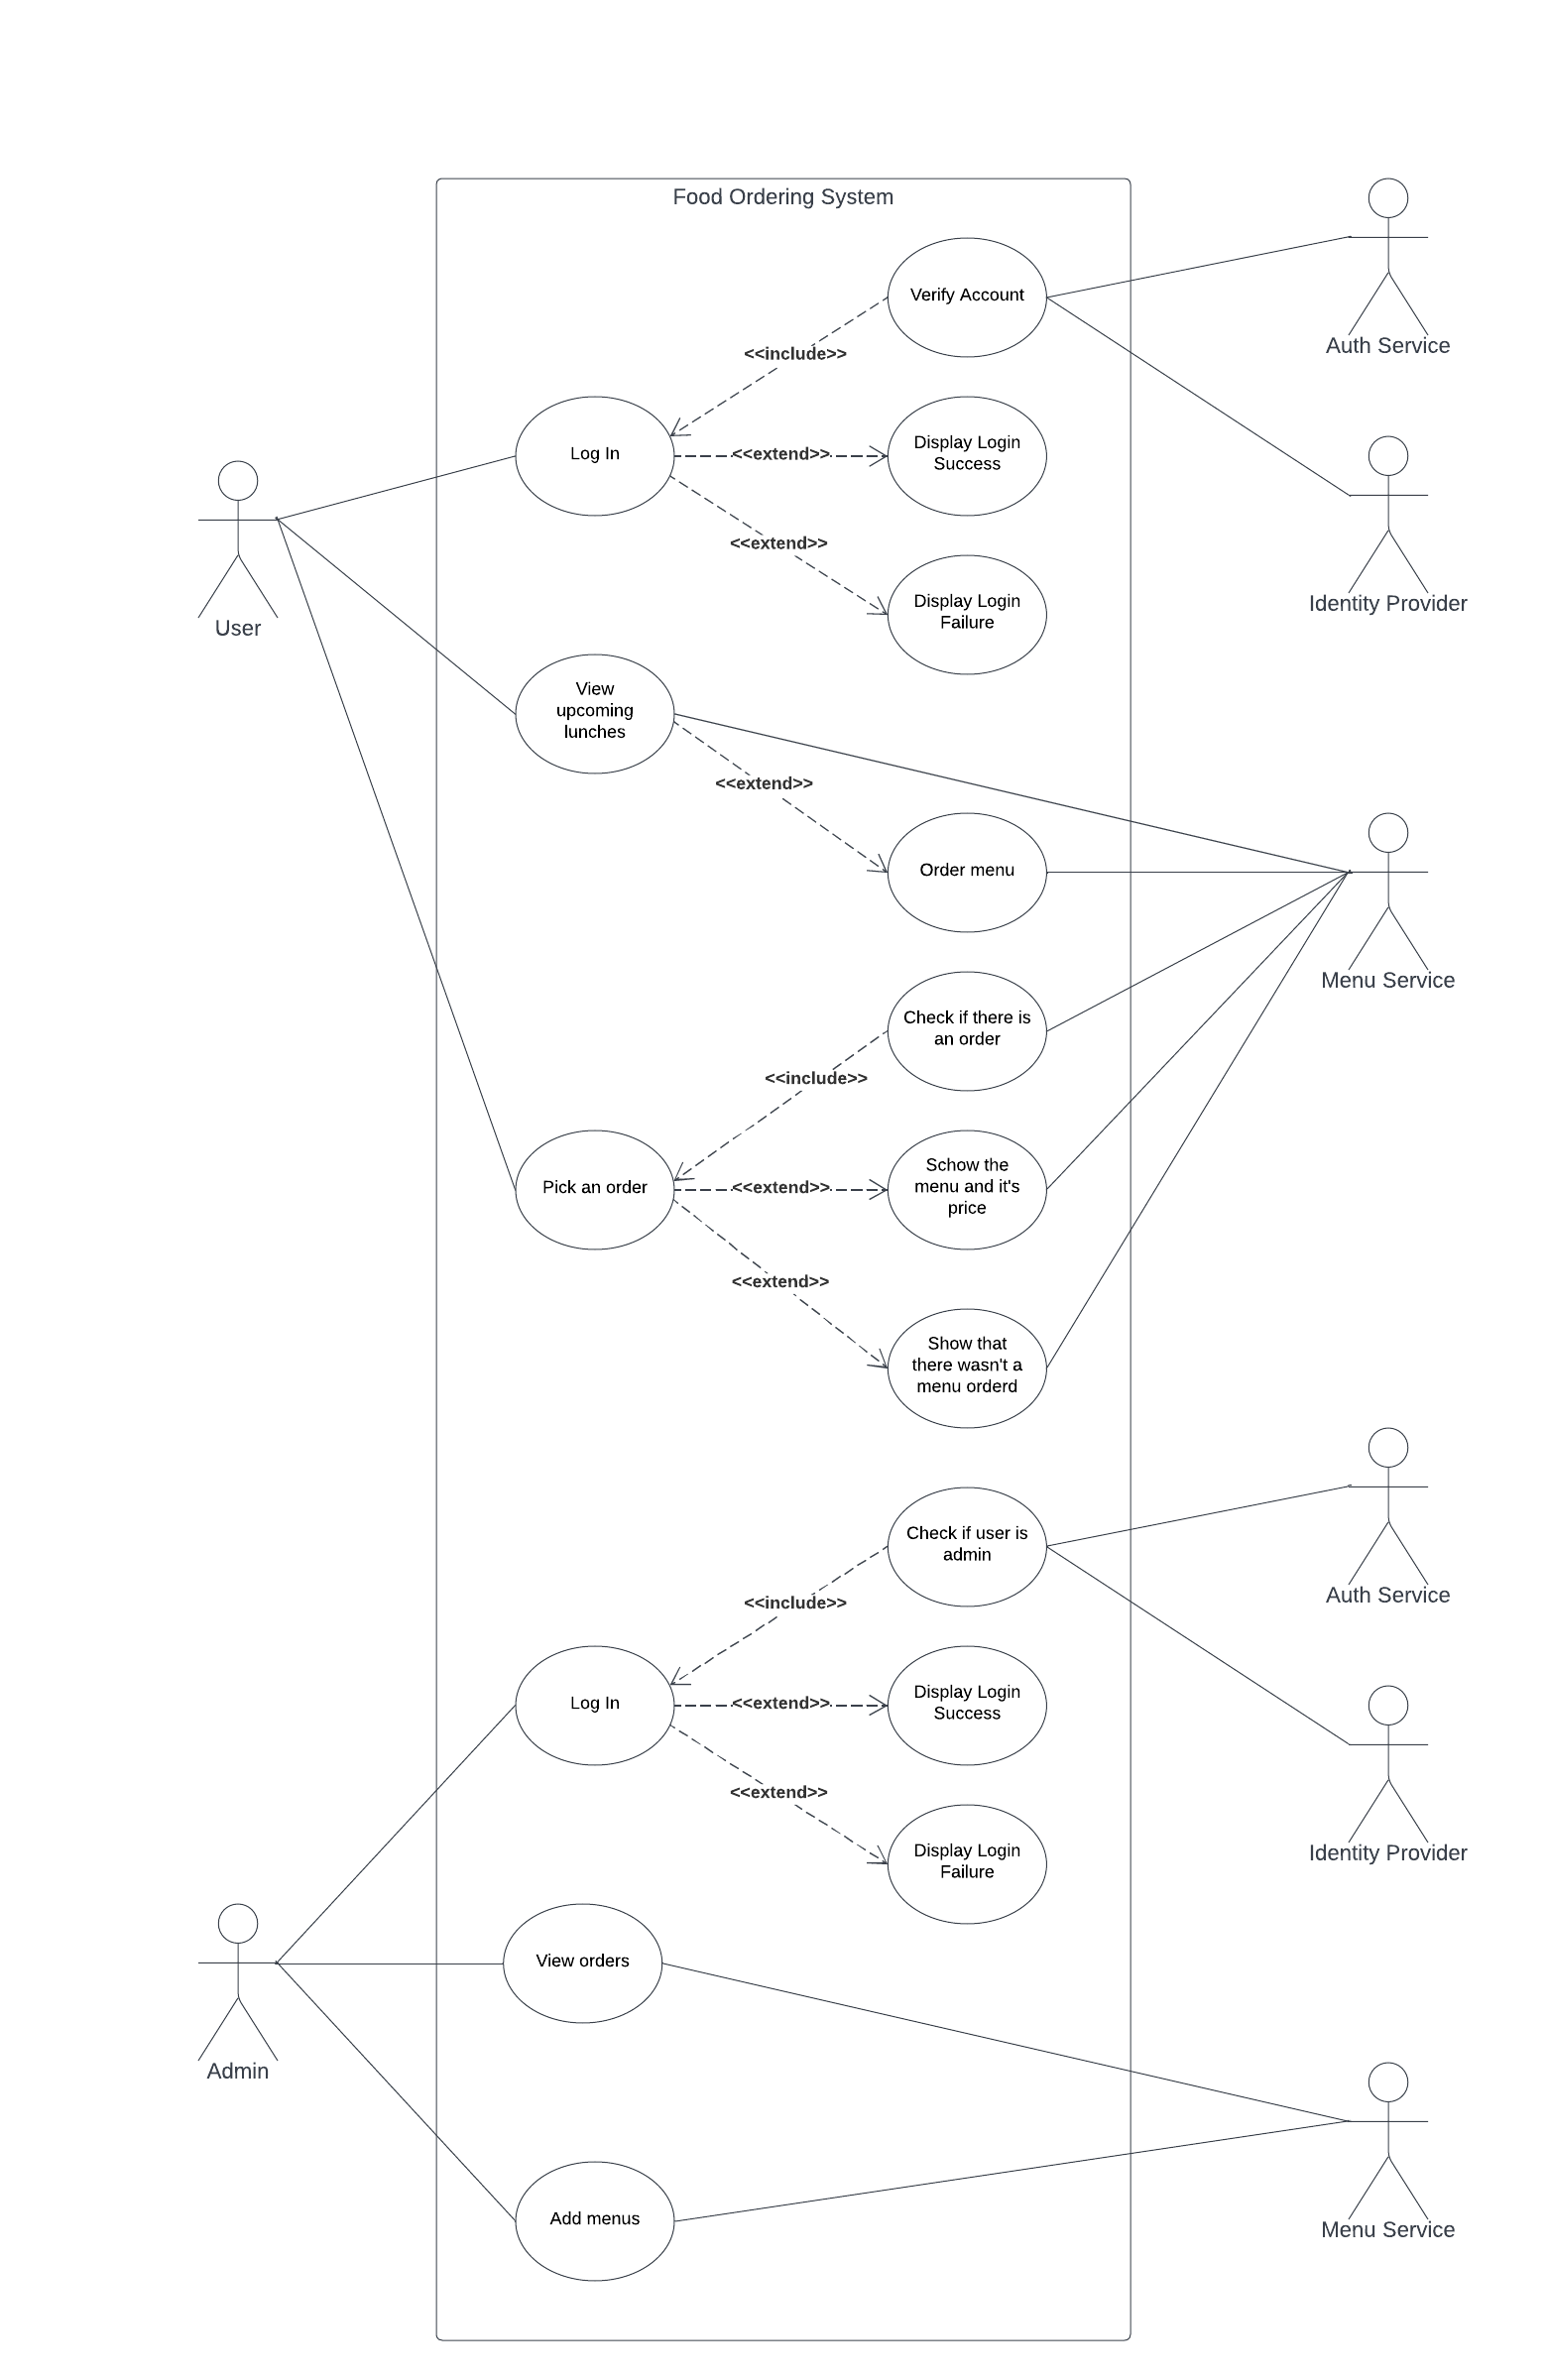 Food Ordering System
Verify Account
Auth Service
<<include>>
Log In
<<extend>>
Display Login
Success
<<extend>>
Display Login
Failure
Identity Provider
User
View
upcoming
lunches
<<extend>>
Order menu
Menu Service
Check if there is
an order
<<include>>
Pick an order
<<extend>>
Schow the
menu and it's
price
<<extend>>
Show that
there wasn't a
menu orderd
Check if user is
admin
Auth Service
<<include>>
Log In
<<extend>>
Display Login
Success
<<extend>>
Display Login
Failure
Identity Provider
View orders
Admin
Add menus
Menu Service